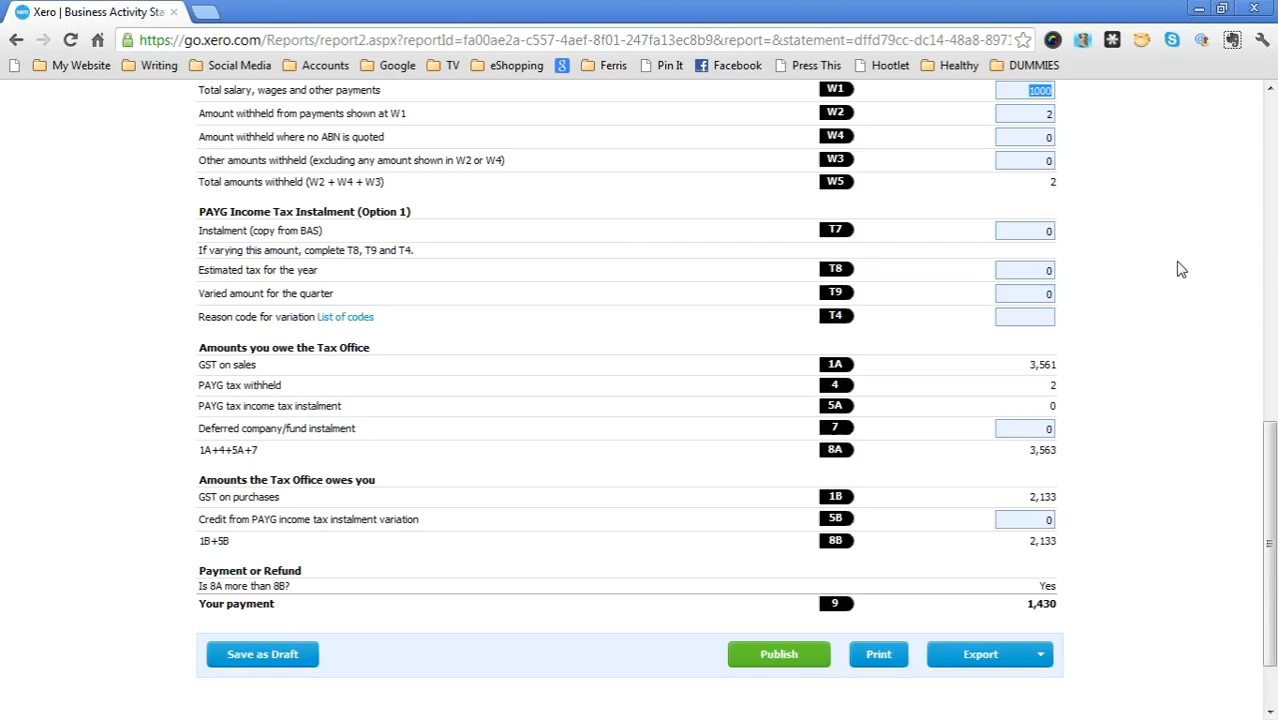 xero Xero | Business Activity Sta
https://go.xero.com/Reports/report2.aspx?reportId=
&report=&statement=dffd79cc-dc14-48a8-8971
My Website Writing Social Media Accounts Google TV eShopping Ferris Pin It Facebook Press This Hootlet Healthy DUMMIES
Total salary, wages and other payments W1 1000
Amount withheld from payments shown at W1 W2 2
Amount withheld where no ABN is quoted W4 0
Other amounts withheld (excluding any amount shown in W2 or W4) W3 0
Total amounts withheld (W2 + W4 + W3) W5 2
PAYG Income Tax Instalment (Option 1)
Instalment (copy from BAS) T7 0
If varying this amount, complete T8, T9 and T4.
Estimated tax for the year T8 0
Varied amount for the quarter T9 0
Reason code for variation List of codes T4
Amounts you owe the Tax Office
GST on sales 1A 3,561
PAYG tax withheld 4 2
PAYG tax income tax instalment 5A 0
Deferred company/fund instalment 7 0
1A+4+5A+7 8A 3,563
Amounts the Tax Office owes you
GST on purchases 1B 2,133
Credit from PAYG income tax instalment variation 5B 0
1B+5B 8B 2,133
Payment or Refund
Is 8A more than 8B? Yes
Your payment 9 1,430
Save as Draft Publish Print Export